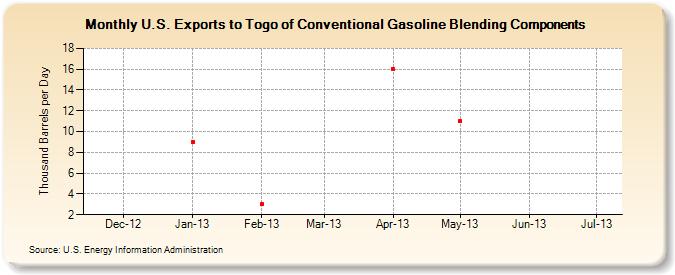 Monthly U.S. Exports to Togo of Conventional Gasoline Blending Components
Thousand Barrels per Day
18
16
14
12
10
8
6
4
2
Dec-12 Jan-13 Feb-13 Mar-13 Apr-13 May-13 Jun-13 Jul-13
Source: U.S. Energy Information Administration